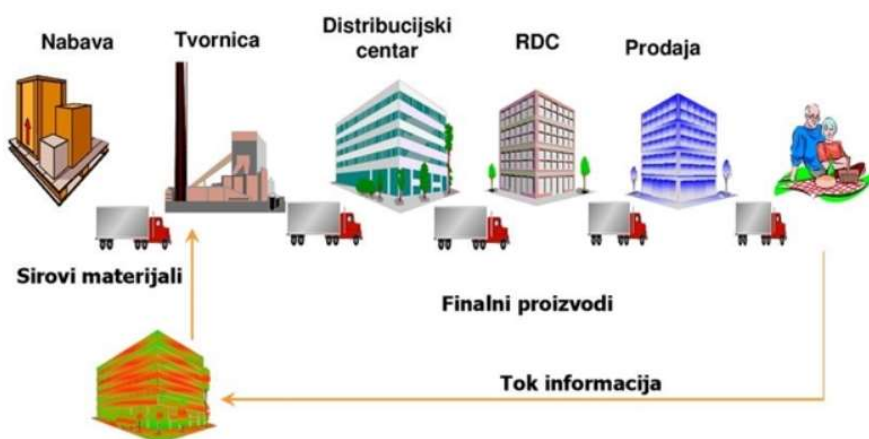 Nabava
Tvornica
Distribucijski
centar
RDC
Prodaja
Sirovi materijali
Finalni proizvodi
Tok informacija